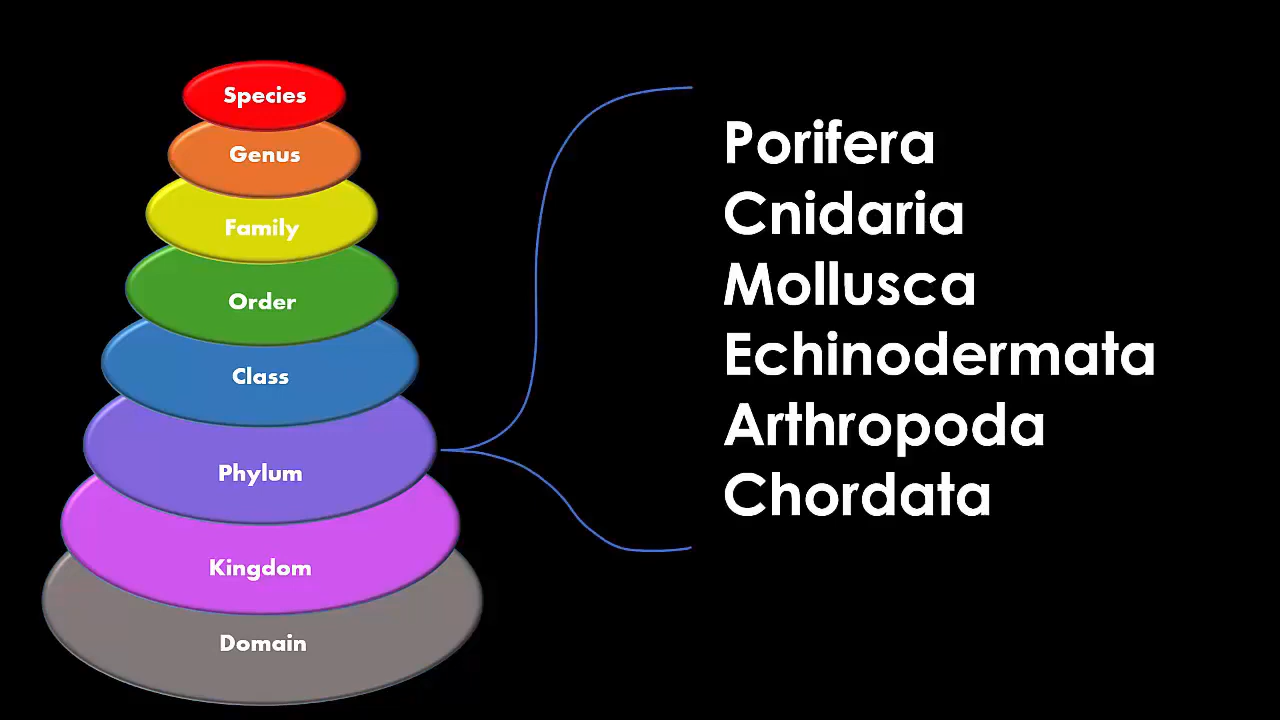 Species
Genus
Family
Order
Class
Phylum
Kingdom
Domain
Porifera
Cnidaria
Mollusca
Echinodermata
Arthropoda
Chordata